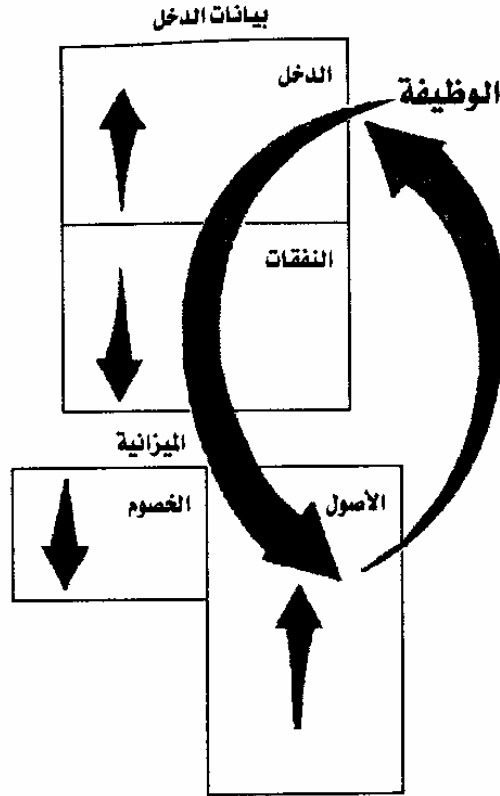 بيانات الدخل
الدخل
الوظيفة
النفقات
الميزانية
الخصوم
الأصول